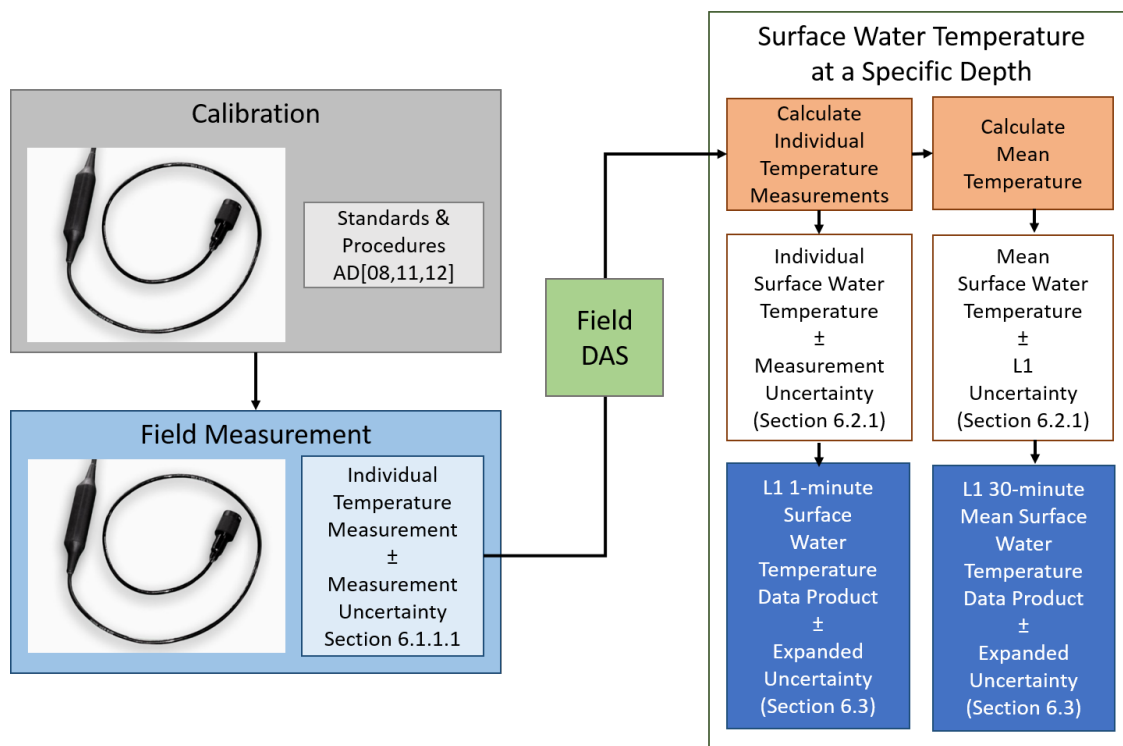 Calibration
Standards &
Procedures
AD[08,11,12]
Field Measurement
Individual
Temperature
Measurement
±
Measurement
Uncertainty
Section 6.1.1.1
Field
DAS
Surface Water Temperature
at a Specific Depth
Calculate
Individual
Temperature
Measurements
Calculate
Mean
Temperature
Individual
Surface Water
Temperature
±
Measurement
Uncertainty
(Section 6.2.1)
Mean
Surface Water
Temperature
±
L1
Uncertainty
(Section 6.2.1)
L1 1-minute
Surface
Water
Temperature
Data Product
±
Expanded
Uncertainty
(Section 6.3)
L1 30-minute
Mean Surface
Water
Temperature
Data Product
±
Expanded
Uncertainty
(Section 6.3)